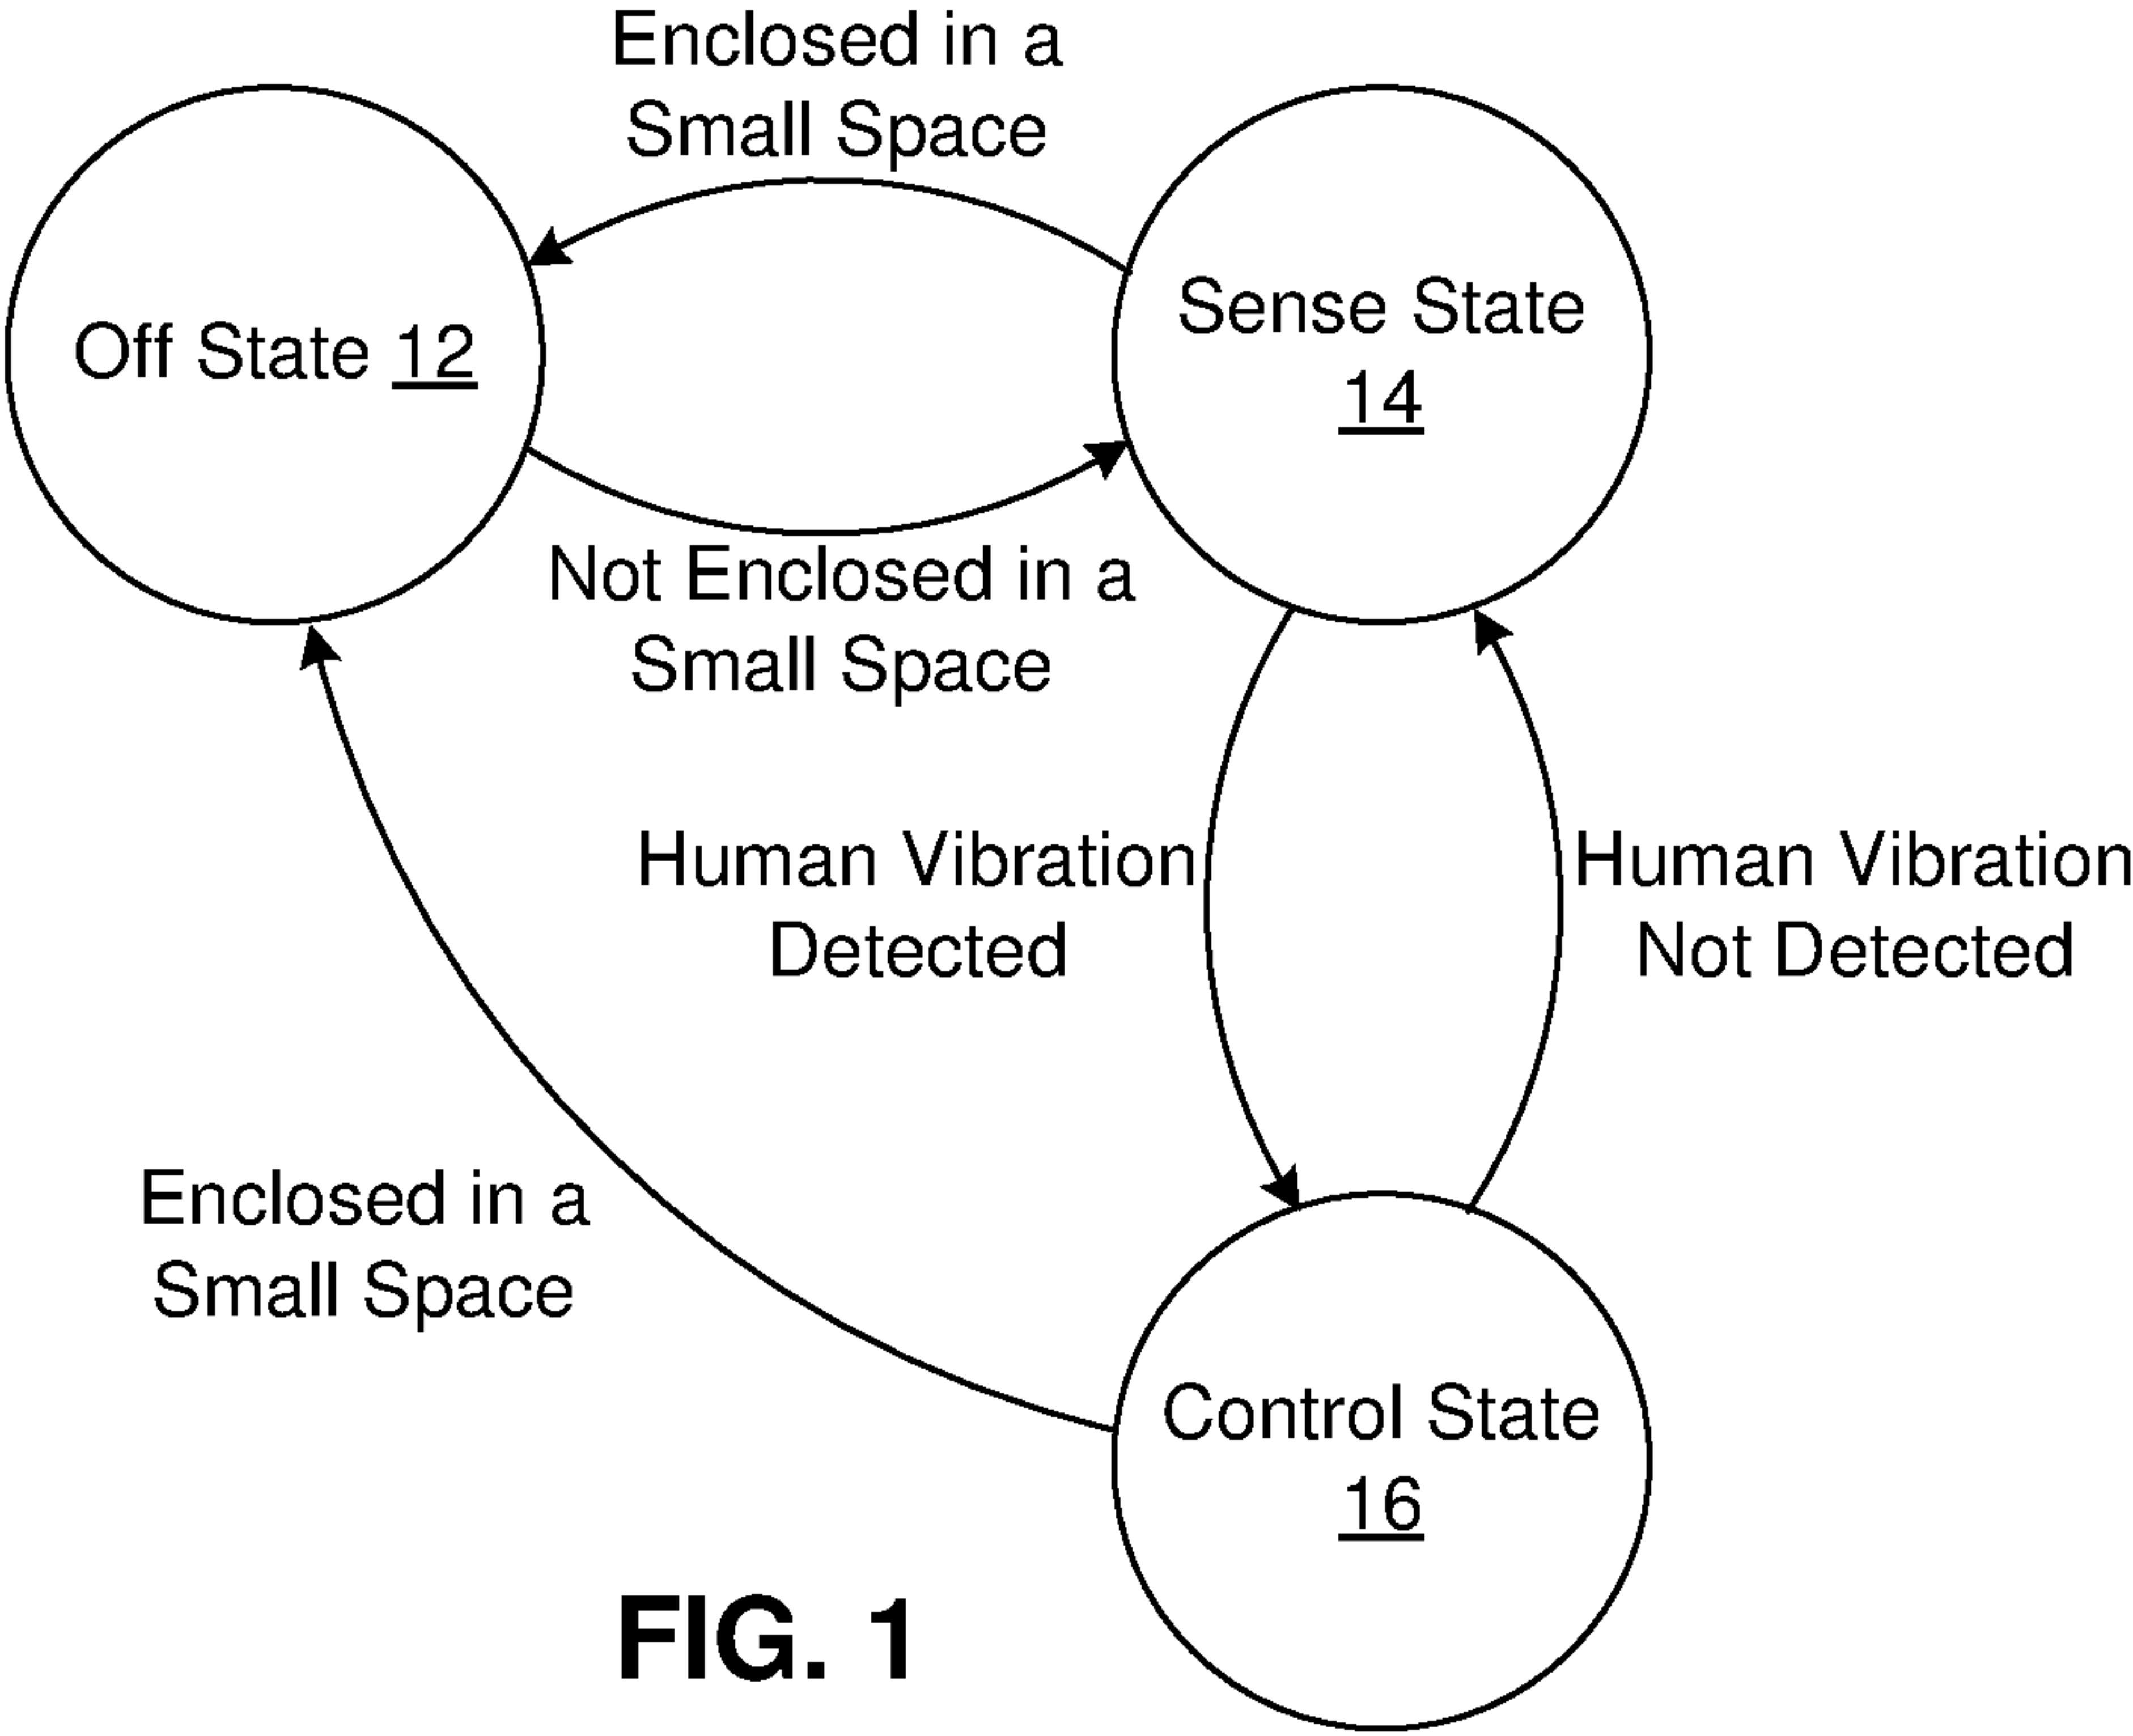 Enclosed in a
Small Space
Off State 12
Sense State
14
Not Enclosed in a
Small Space
Human Vibration
Detected
Human Vibration
Not Detected
Enclosed in a
Small Space
Control State
16
FIG. 1